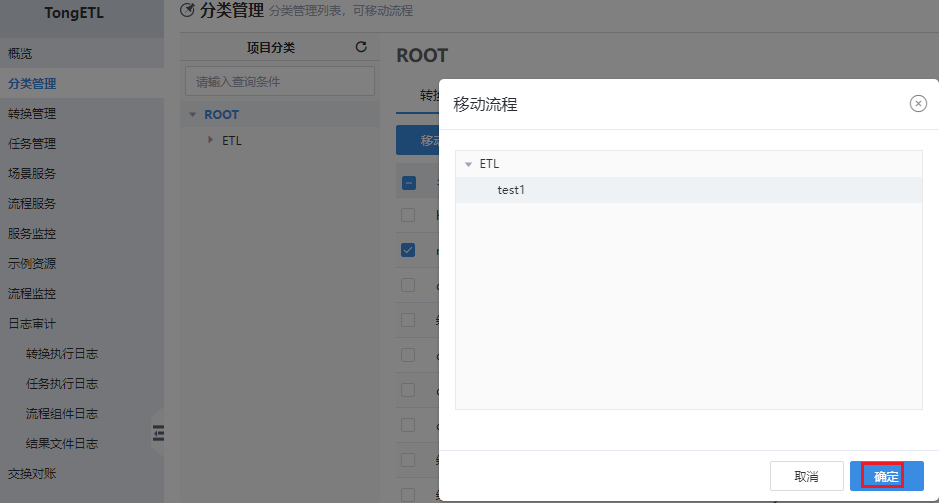 TongETL
概览
分类管理
转换管理
任务管理
场景服务
流程服务
服务监控
示例资源
流程监控
日志审计
转换执行日志
任务执行日志
流程组件日志
结果文件日志
交换对账
分类管理 分类管理列表，可移动流程
项目分类
请输入查询条件
ROOT
ETL
ROOT
转换
移动
移动流程
ETL
test1
取消
确定